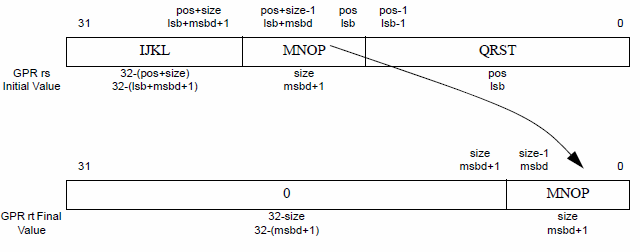 pos+size pos+size-1 pos pos-1
31 lsb+msbd+1 lsb+msbd lsb lsb-1 0
IJKL MNOP QRST
GPR rs 32-(pos+size) size pos
Initial Value 32-(lsb+msbd+1) msbd+1 lsb
size size-1
31 msbd+1 msbd 0
0 MNOP
GPR rt Final 32-size size
Value 32-(msbd+1) msbd+1